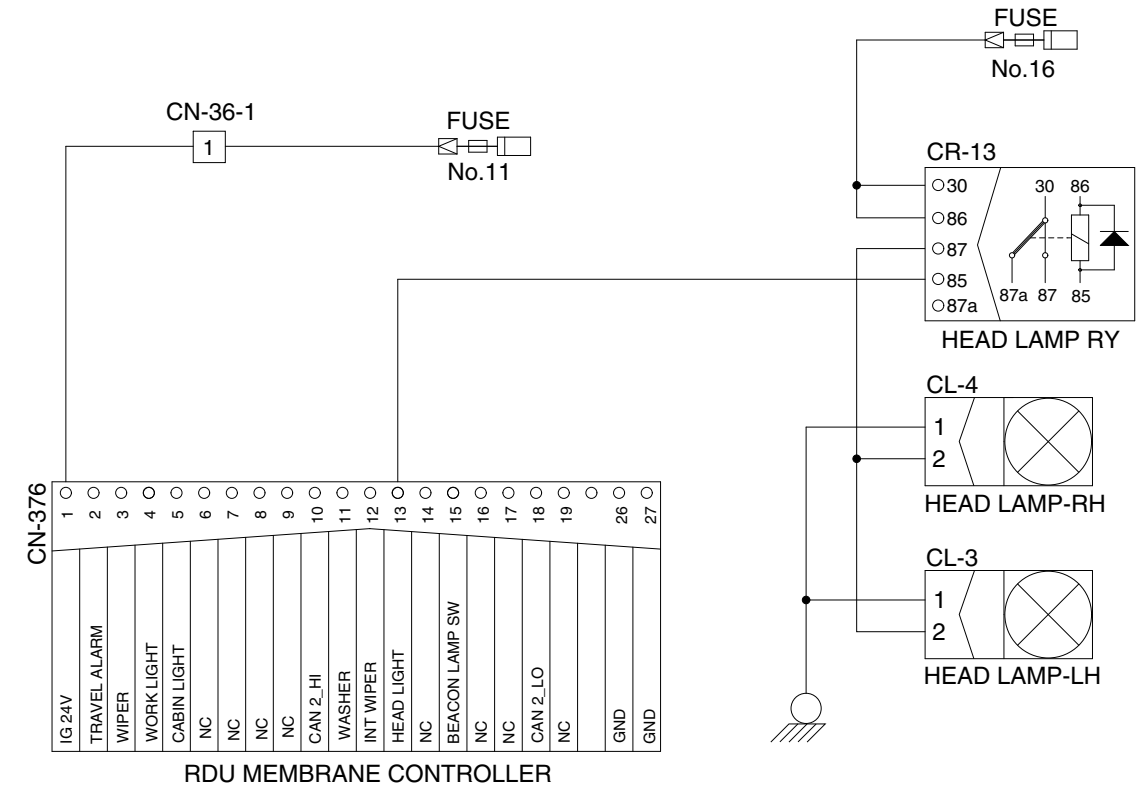 FUSE
No.16
CN-36-1
1
FUSE
No.11
CR-13
30
86
87
85
87a
30 86
87a 87 85
HEAD LAMP RY
CL-4
1
2
HEAD LAMP-RH
CL-3
1
2
HEAD LAMP-LH
CN-376
1 2 3 4 5 6 7 8 9 10 11 12 13 14 15 16 17 18 19 26 27
IG 24V
TRAVEL ALARM
WIPER
WORK LIGHT
CABIN LIGHT
NC
NC
NC
NC
CAN 2_HI
WASHER
INT WIPER
HEAD LIGHT
NC
BEACON LAMP SW
NC
NC
CAN 2_LO
NC
GND
GND
RDU MEMBRANE CONTROLLER